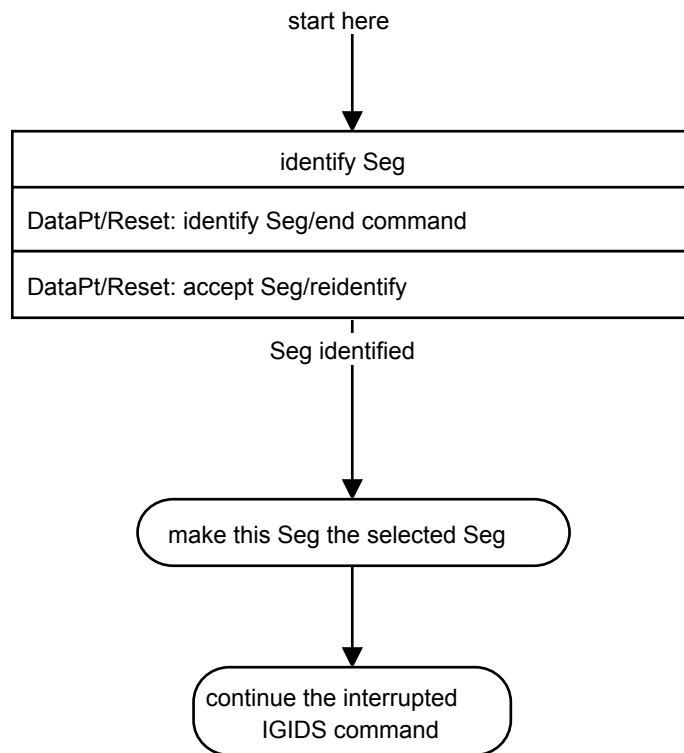 start here
identify Seg
DataPt/Reset: identify Seg/end command
DataPt/Reset: accept Seg/reidentify
Seg identified
make this Seg the selected Seg
continue the interrupted
IGIDS command